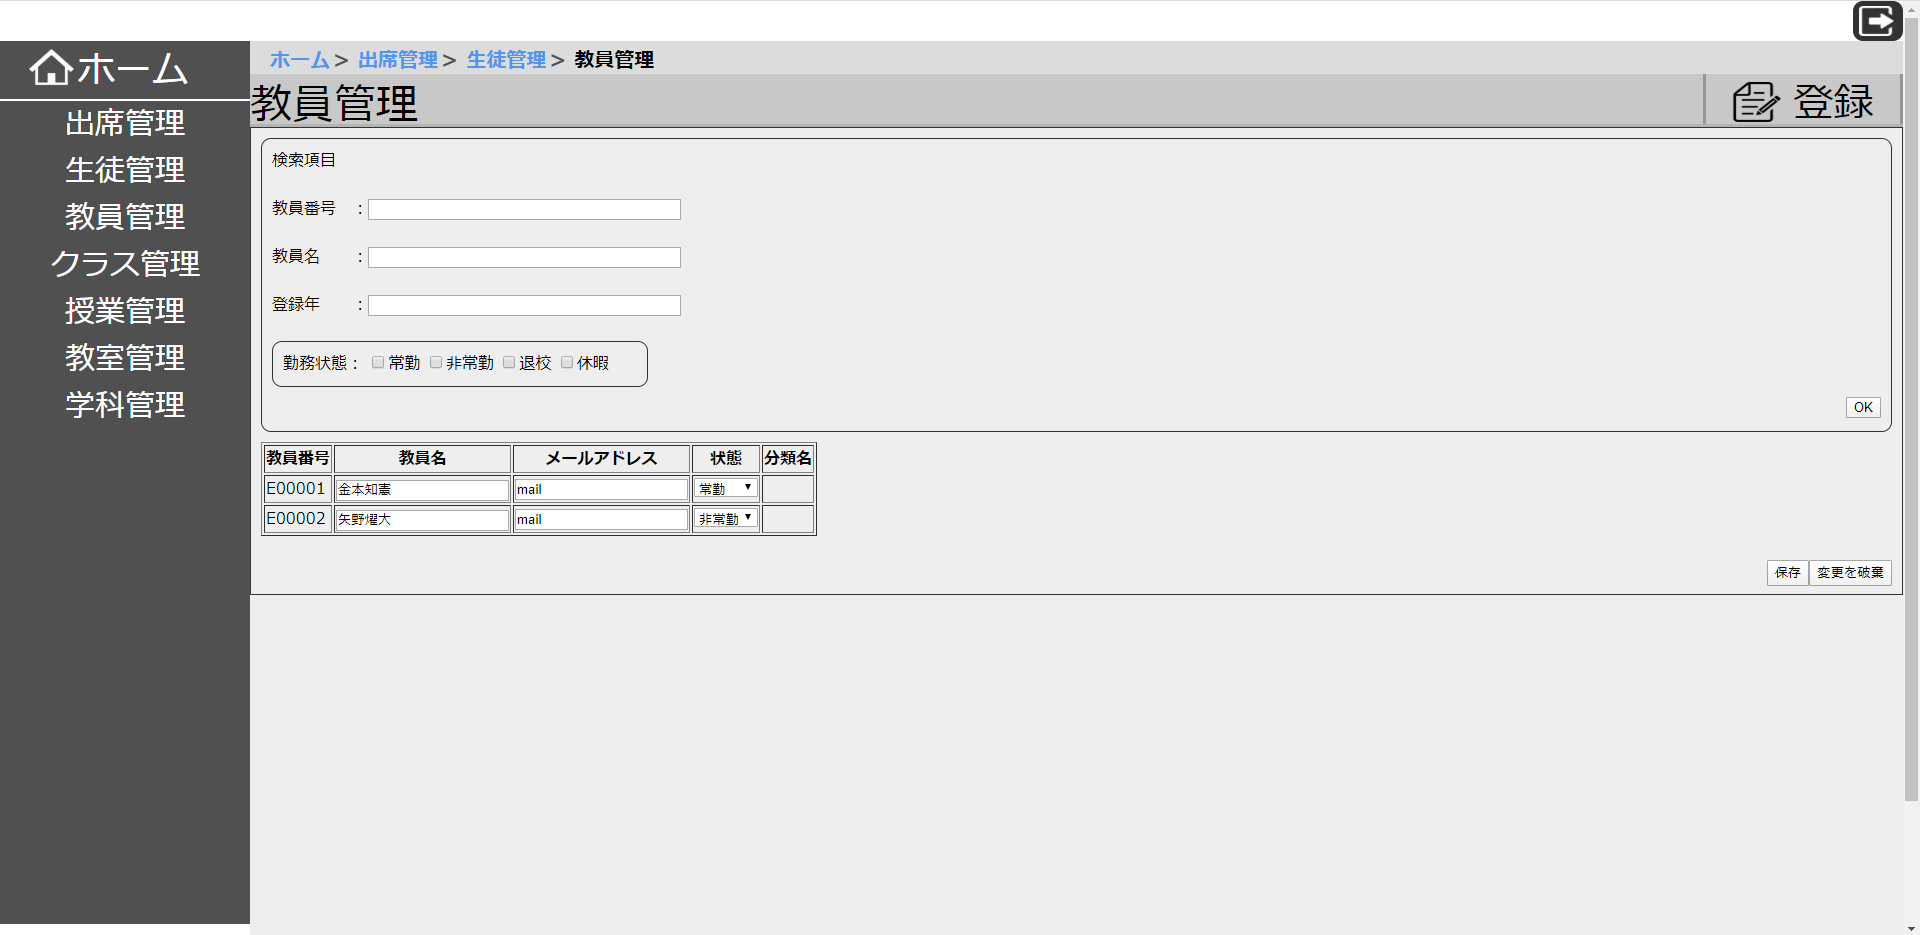 ホーム
出席管理
生徒管理
教員管理
クラス管理
授業管理
教室管理
学科管理
ホーム > 出席管理 > 生徒管理 > 教員管理
教員管理
登録
検索項目
教員番号 :
教員名 :
登録年 :
勤務状態 : 常勤 非常勤 退校 休暇
OK
教員番号 教員名 メールアドレス 状態 分類名
E00001 金本知憲 mail 常勤
E00002 矢野燿大 mail 非常勤
保存 変更を破棄